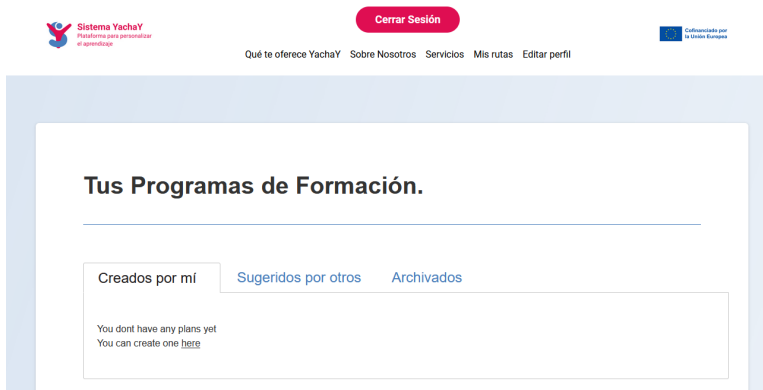 Sistema YachaY
Plataforma para personalizar
el aprendizaje
Cerrar Sesión
Cofinanciado por
la Unión Europea
Qué te oferece YachaY Sobre Nosotros Servicios Mis rutas Editar perfil
Tus Programas de Formación.
Creados por mí Sugeridos por otros Archivados
You dont have any plans yet
You can create one here